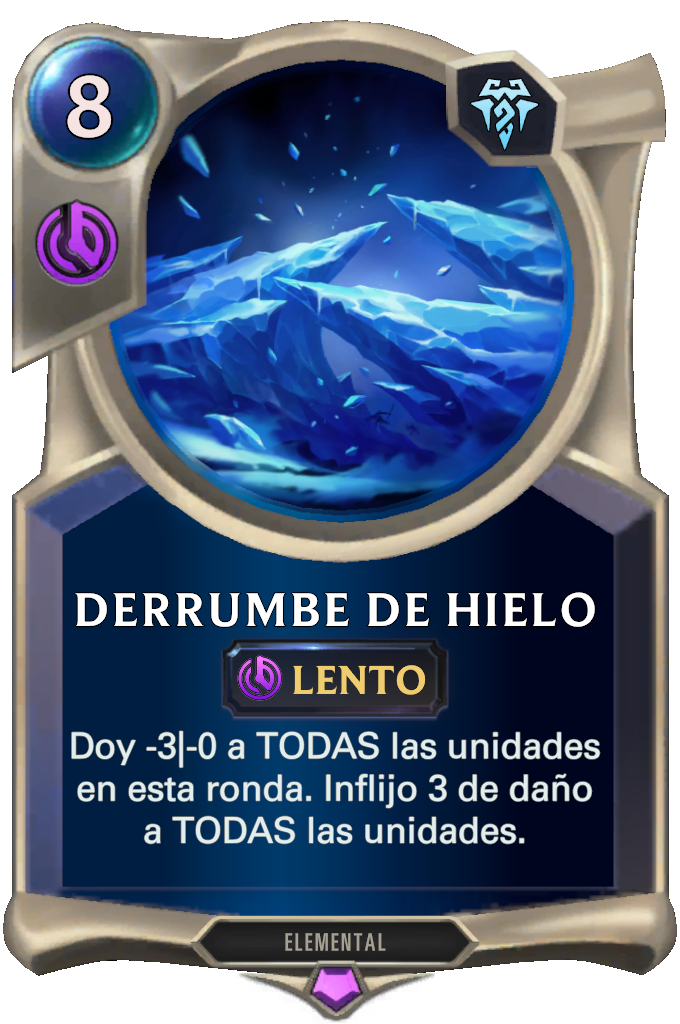 8
DERRUMBE DE HIELO
LENTO
Doy -3|-0 a TODAS las unidades
en esta ronda. Inflijo 3 de daño
a TODAS las unidades.
ELEMENTAL